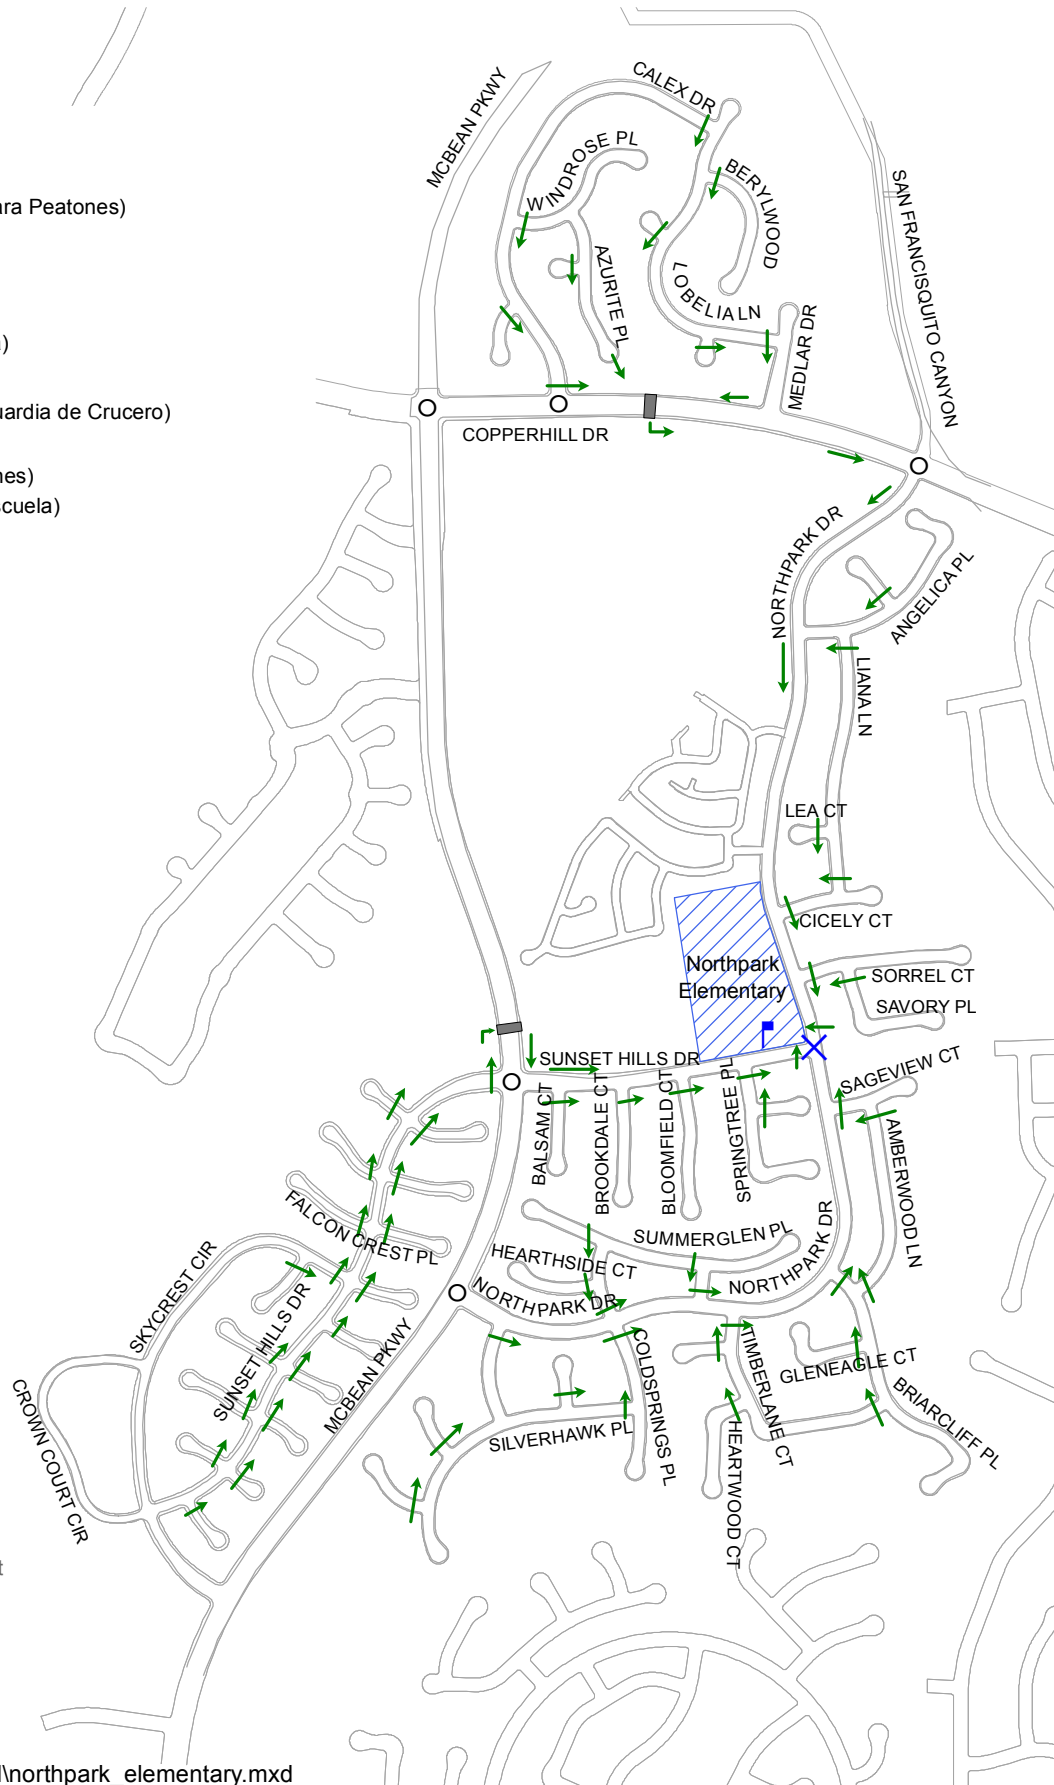 CALEX DR
MCBEAN PKWY
WINDROSE PL
BERYLWOOD
SAN FRANCISQUITO CANYON
ara Peatones)
AZURITE PL
LOBELIA LN
MEDLAR DR
)
uardia de Crucero)
COPPERHILL DR
nes)
scuela)
NORTHPARK DR
ANGELICA PL
LIANA LN
LEA CT
CICELY CT
Northpark
Elementary
SORREL CT
SAVORY PL
SUNSET HILLS DR
SAGEVIEW CT
BALSAM CT
BROOKDALE CT
BLOOMFIELD CT
SPRINGTREE PL
AMBERWOOD LN
FALCON CREST PL
SUMMERGLEN PL
HEARTHSIDE CT
NORTHPARK DR
NORTHPARK DR
SKYCREST CIR
SUNSET HILLS DR
MCBEAN PKWY
COLDSPRINGS PL
TIMBERLANE CT
GLENEAGLE CT
BRIARCLIFF PL
CROWN COURT CIR
SILVERHAWK PL
HEARTWOOD CT
t
l\northpark_elementary.mxd